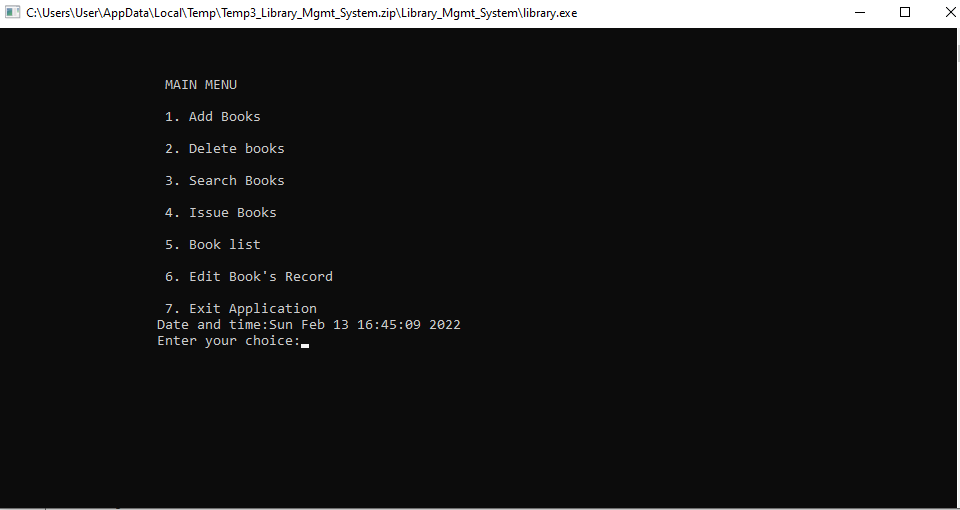 C:\Users\User\AppData\Local\Temp\Temp3_Library_Mgmt_System.zip\Library_Mgmt_System\library.exe
MAIN MENU
1. Add Books
2. Delete books
3. Search Books
4. Issue Books
5. Book list
6. Edit Book's Record
7. Exit Application
Date and time:Sun Feb 13 16:45:09 2022
Enter your choice: